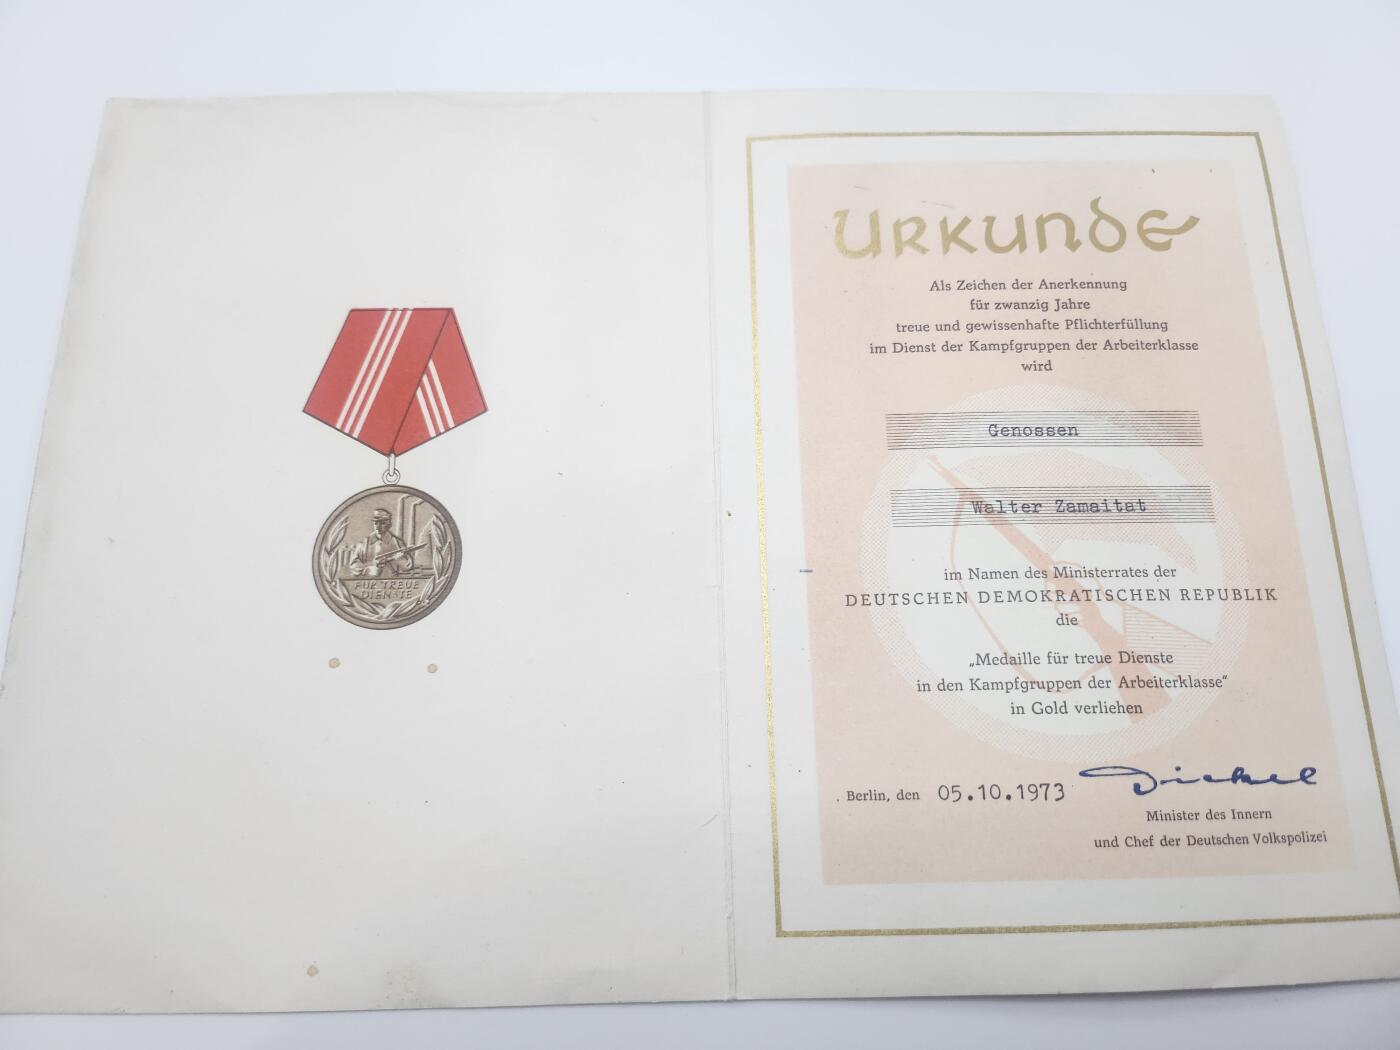 FÜR TREUE
DIENSTE
Urkunde
Als Zeichen der Anerkennung
für zwanzig Jahre
treue und gewissenhafte Pflichterfüllung
im Dienst der Kampfgruppen der Arbeiterklasse
wird
Genossen
Walter Zamaitat
im Namen des Ministerrates der
DEUTSCHEN DEMOKRATISCHEN REPUBLIK
die
„Medaille für treue Dienste
in den Kampfgruppen der Arbeiterklasse“
in Gold verliehen
Berlin, den 05.10.1973 Dickel
Minister des Innern
und Chef der Deutschen Volkspolizei